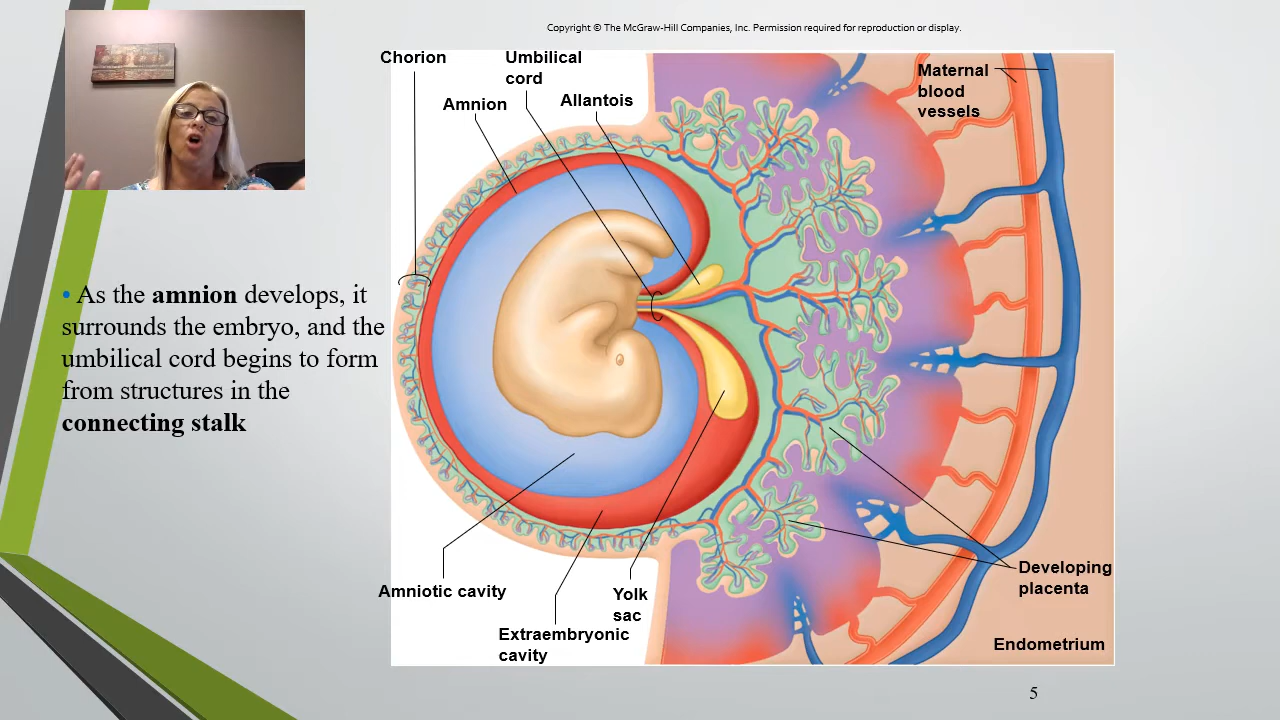 Copyright © The McGraw-Hill Companies, Inc. Permission required for reproduction or display.
Chorion
Umbilical
cord
Amnion
Allantois
Maternal
blood
vessels
• As the amnion develops, it
surrounds the embryo, and the
umbilical cord begins to form
from structures in the
connecting stalk
Amniotic cavity
Yolk
sac
Extraembryonic
cavity
Developing
placenta
Endometrium
5